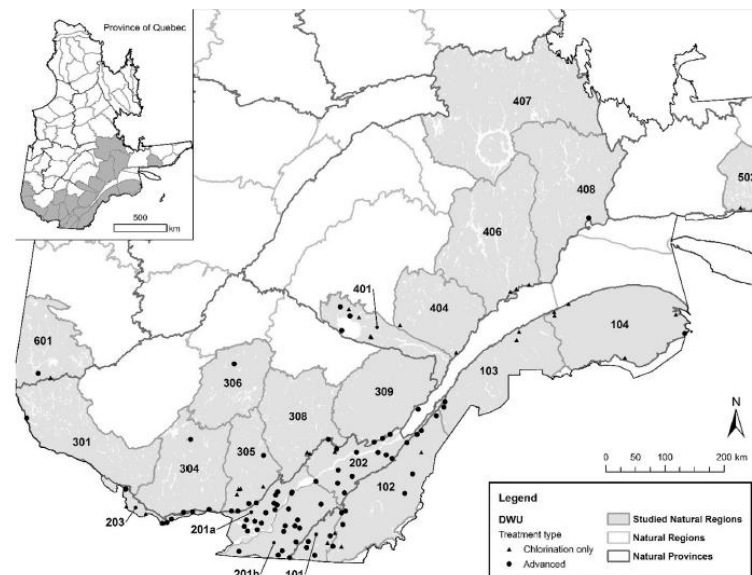 Province of Quebec
500
km
407
408
502
406
401
404
104
601
103
306
309
308
301
305
304
202
102
203
201a
201b
101
N
0 50 100 200 km
Legend
DWU
Treatment type
Chlorination only
Advanced
Studied Natural Regions
Natural Regions
Natural Provinces